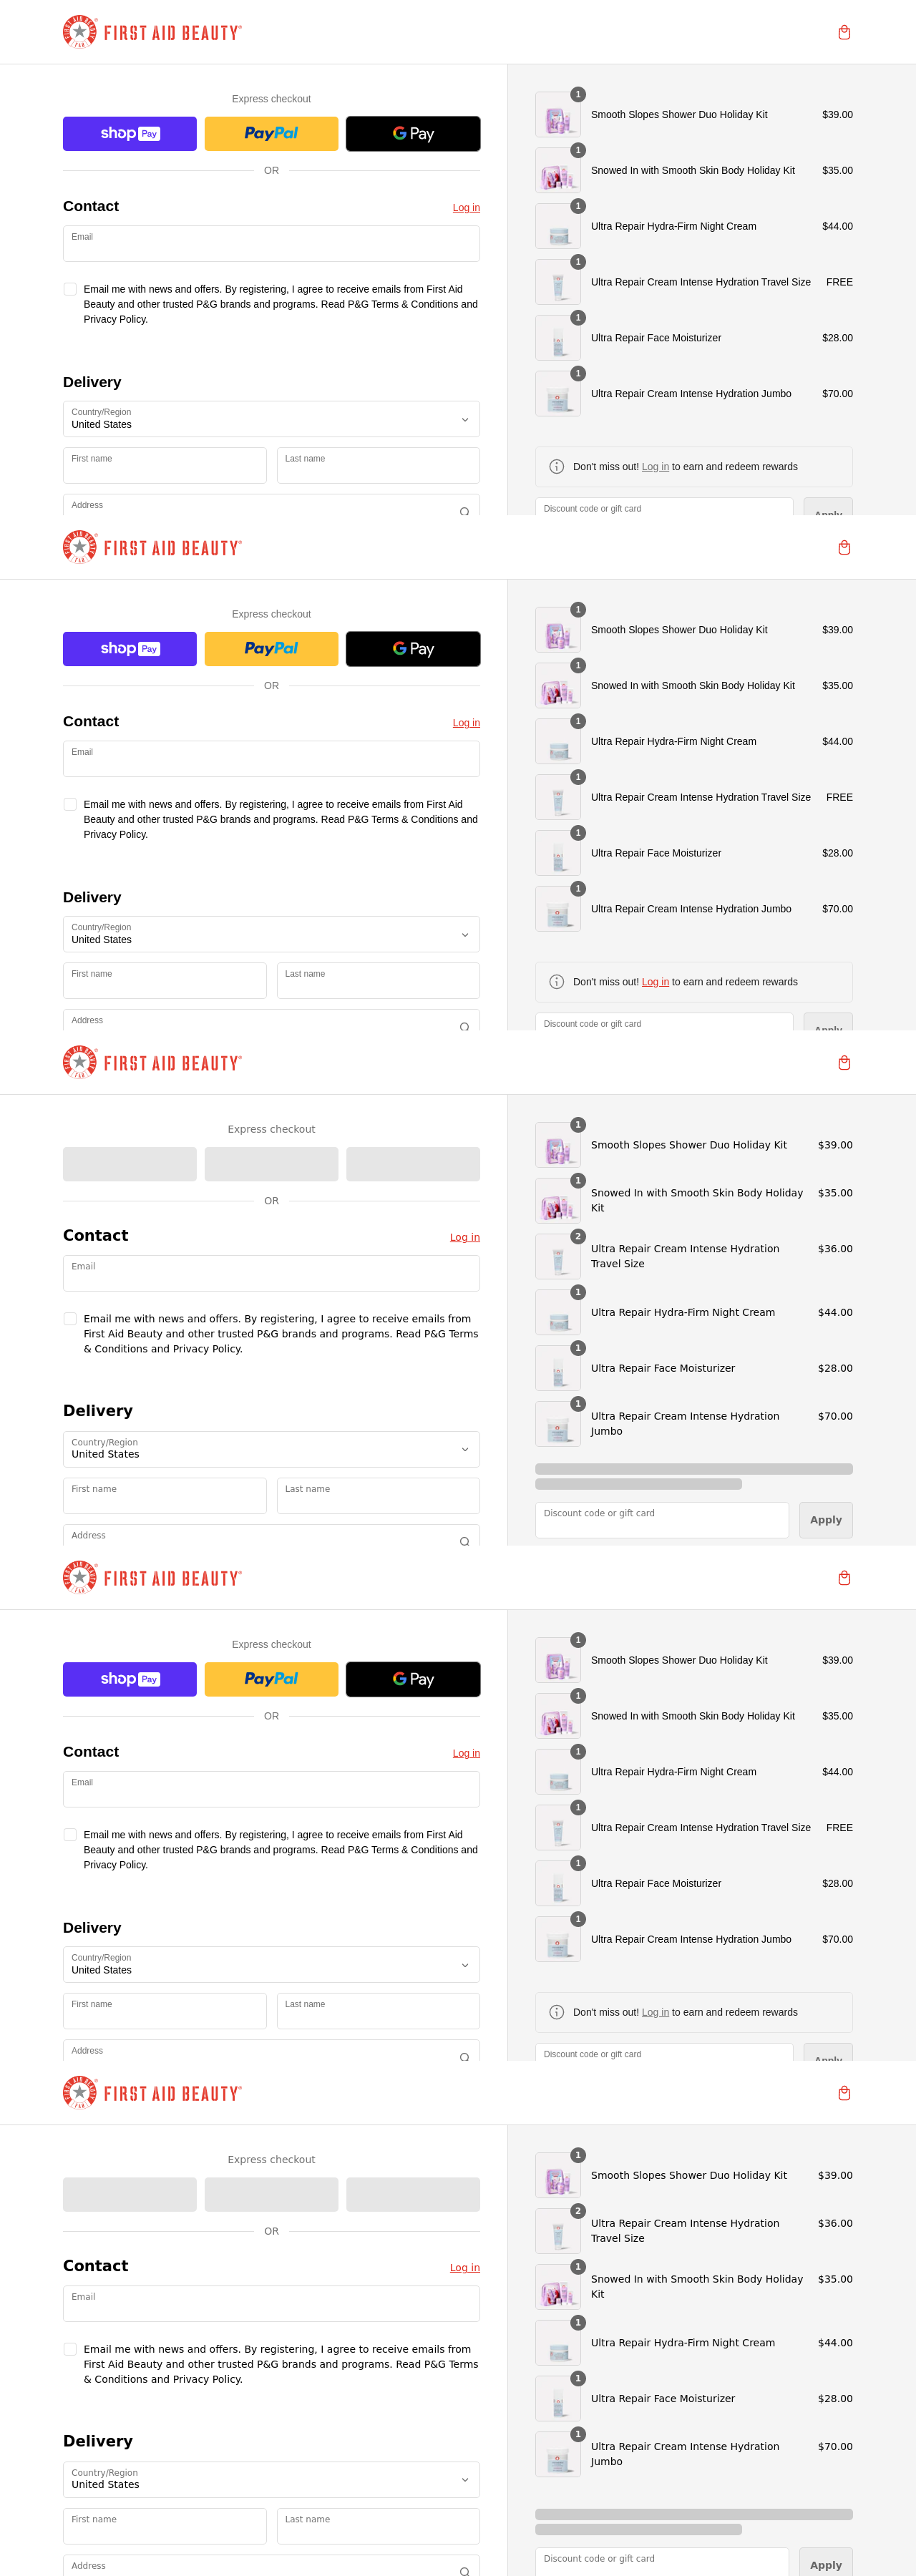 FIRST AID BEAUTY
Express checkout
shop Pay
PayPal
G Pay
OR
Contact
Log in
Email
Email me with news and offers. By registering, I agree to receive emails from First Aid
Beauty and other trusted P&G brands and programs. Read P&G Terms & Conditions and
Privacy Policy.
Delivery
Country/Region
United States
First name
Last name
Address
1
Smooth Slopes Shower Duo Holiday Kit
$39.00
1
Snowed In with Smooth Skin Body Holiday Kit
$35.00
1
Ultra Repair Hydra-Firm Night Cream
$44.00
1
Ultra Repair Cream Intense Hydration Travel Size
FREE
1
Ultra Repair Face Moisturizer
$28.00
1
Ultra Repair Cream Intense Hydration Jumbo
$70.00
Don't miss out! Log in to earn and redeem rewards
Discount code or gift card
Apply
FIRST AID BEAUTY
Express checkout
shop Pay
PayPal
G Pay
OR
Contact
Log in
Email
Email me with news and offers. By registering, I agree to receive emails from First Aid
Beauty and other trusted P&G brands and programs. Read P&G Terms & Conditions and
Privacy Policy.
Delivery
Country/Region
United States
First name
Last name
Address
1
Smooth Slopes Shower Duo Holiday Kit
$39.00
1
Snowed In with Smooth Skin Body Holiday Kit
$35.00
1
Ultra Repair Hydra-Firm Night Cream
$44.00
1
Ultra Repair Cream Intense Hydration Travel Size
FREE
1
Ultra Repair Face Moisturizer
$28.00
1
Ultra Repair Cream Intense Hydration Jumbo
$70.00
Don't miss out! Log in to earn and redeem rewards
Discount code or gift card
Apply
FIRST AID BEAUTY
Express checkout
OR
Contact
Log in
Email
Email me with news and offers. By registering, I agree to receive emails from
First Aid Beauty and other trusted P&G brands and programs. Read P&G Terms
& Conditions and Privacy Policy.
Delivery
Country/Region
United States
First name
Last name
Address
1
Smooth Slopes Shower Duo Holiday Kit
$39.00
1
Snowed In with Smooth Skin Body Holiday
Kit
$35.00
2
Ultra Repair Cream Intense Hydration
Travel Size
$36.00
1
Ultra Repair Hydra-Firm Night Cream
$44.00
1
Ultra Repair Face Moisturizer
$28.00
1
Ultra Repair Cream Intense Hydration
Jumbo
$70.00
Discount code or gift card
Apply
FIRST AID BEAUTY
Express checkout
shop Pay
PayPal
G Pay
OR
Contact
Log in
Email
Email me with news and offers. By registering, I agree to receive emails from First Aid
Beauty and other trusted P&G brands and programs. Read P&G Terms & Conditions and
Privacy Policy.
Delivery
Country/Region
United States
First name
Last name
Address
1
Smooth Slopes Shower Duo Holiday Kit
$39.00
1
Snowed In with Smooth Skin Body Holiday Kit
$35.00
1
Ultra Repair Hydra-Firm Night Cream
$44.00
1
Ultra Repair Cream Intense Hydration Travel Size
FREE
1
Ultra Repair Face Moisturizer
$28.00
1
Ultra Repair Cream Intense Hydration Jumbo
$70.00
Don't miss out! Log in to earn and redeem rewards
Discount code or gift card
Apply
FIRST AID BEAUTY
Express checkout
OR
Contact
Log in
Email
Email me with news and offers. By registering, I agree to receive emails from
First Aid Beauty and other trusted P&G brands and programs. Read P&G Terms
& Conditions and Privacy Policy.
Delivery
Country/Region
United States
First name
Last name
Address
1
Smooth Slopes Shower Duo Holiday Kit
$39.00
2
Ultra Repair Cream Intense Hydration
Travel Size
$36.00
1
Snowed In with Smooth Skin Body Holiday
Kit
$35.00
1
Ultra Repair Hydra-Firm Night Cream
$44.00
1
Ultra Repair Face Moisturizer
$28.00
1
Ultra Repair Cream Intense Hydration
Jumbo
$70.00
Discount code or gift card
Apply